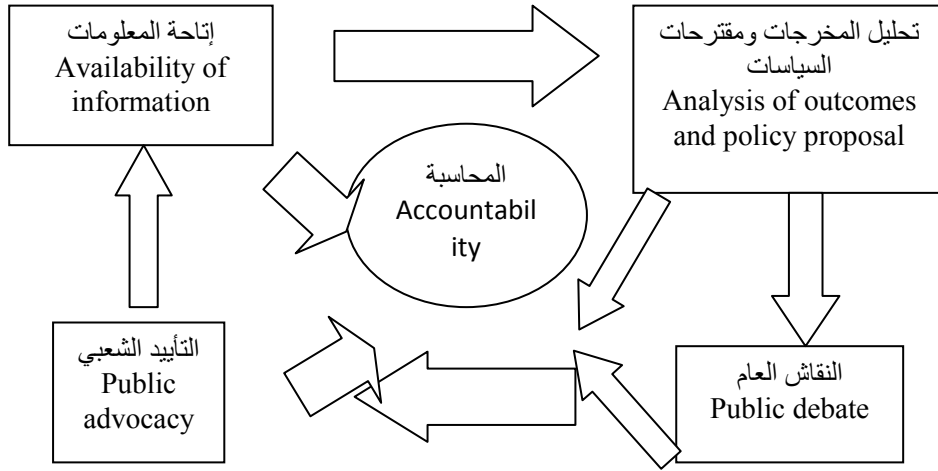 إتاحة المعلومات
Availability of
information
تحليل المخرجات ومقترحات
السياسات
Analysis of outcomes
and policy proposal
المحاسبة
Accountabil
ity
التأييد الشعبي
Public
advocacy
النقاش العام
Public debate